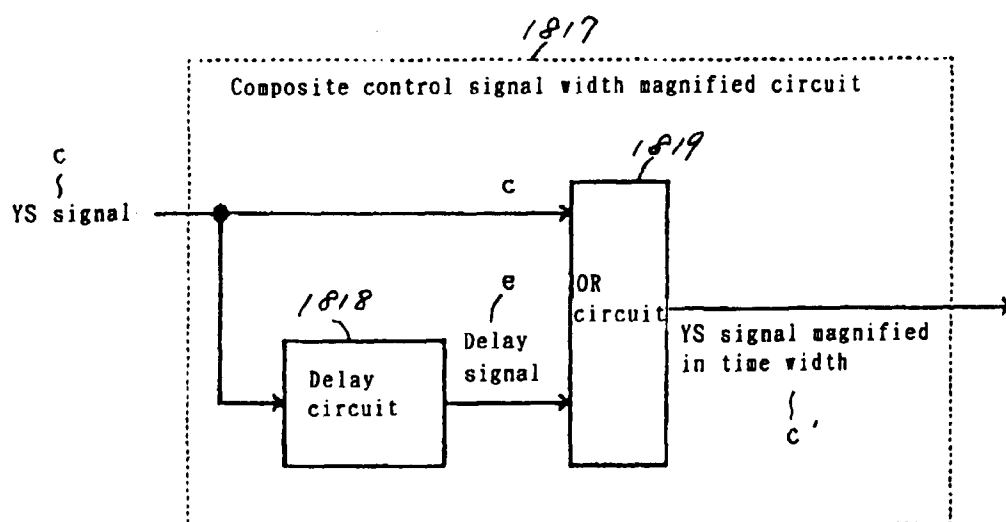 1817
Composite control signal width magnified circuit
1819
c
YS signal
c
OR
circuit
1818
e
Delay
signal
Delay
circuit
YS signal magnified
in time width
c'